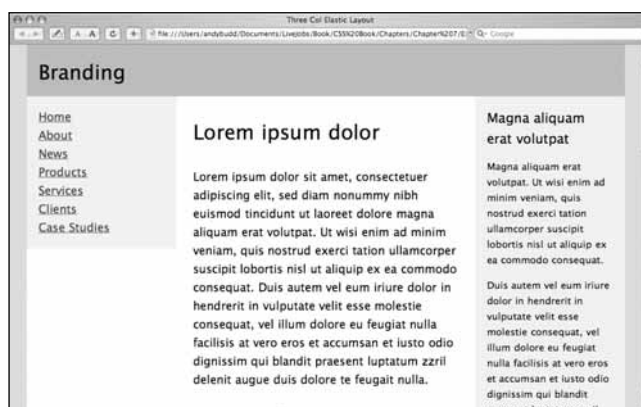 Three Col Elastic Layout
A A C + file:///Users/andybudd/Documents/Livejobs/Book/CSS%20Book/Chapters/Chapter%207/0 Q- Google
Branding
Home
About
News
Products
Services
Clients
Case Studies
Lorem ipsum dolor
Lorem ipsum dolor sit amet, consectetuer
adipiscing elit, sed diam nonummy nibh
euismod tincidunt ut laoreet dolore magna
aliquam erat volutpat. Ut wisi enim ad minim
veniam, quis nostrud exerci tation ullamcorper
suscipit lobortis nisl ut aliquip ex ea commodo
consequat. Duis autem vel eum iriure dolor in
hendrerit in vulputate velit esse molestie
consequat, vel illum dolore eu feugiat nulla
facilisis at vero eros et accumsan et iusto odio
dignissim qui blandit praesent luptatum zzril
delenit augue duis dolore te feugait nulla.
Magna aliquam
erat volutpat
Magna aliquam erat
volutpat. Ut wisi enim ad
minim veniam, quis
nostrud exerci tation
ullamcorper suscipit
lobortis nisl ut aliquip ex
ea commodo consequat.
Duis autem vel eum iriure
dolor in hendrerit in
vulputate velit esse
molestie consequat, vel
illum dolore eu feugiat
nulla facilisis at vero eros
et accumsan et iusto odio
dignissim qui blandit